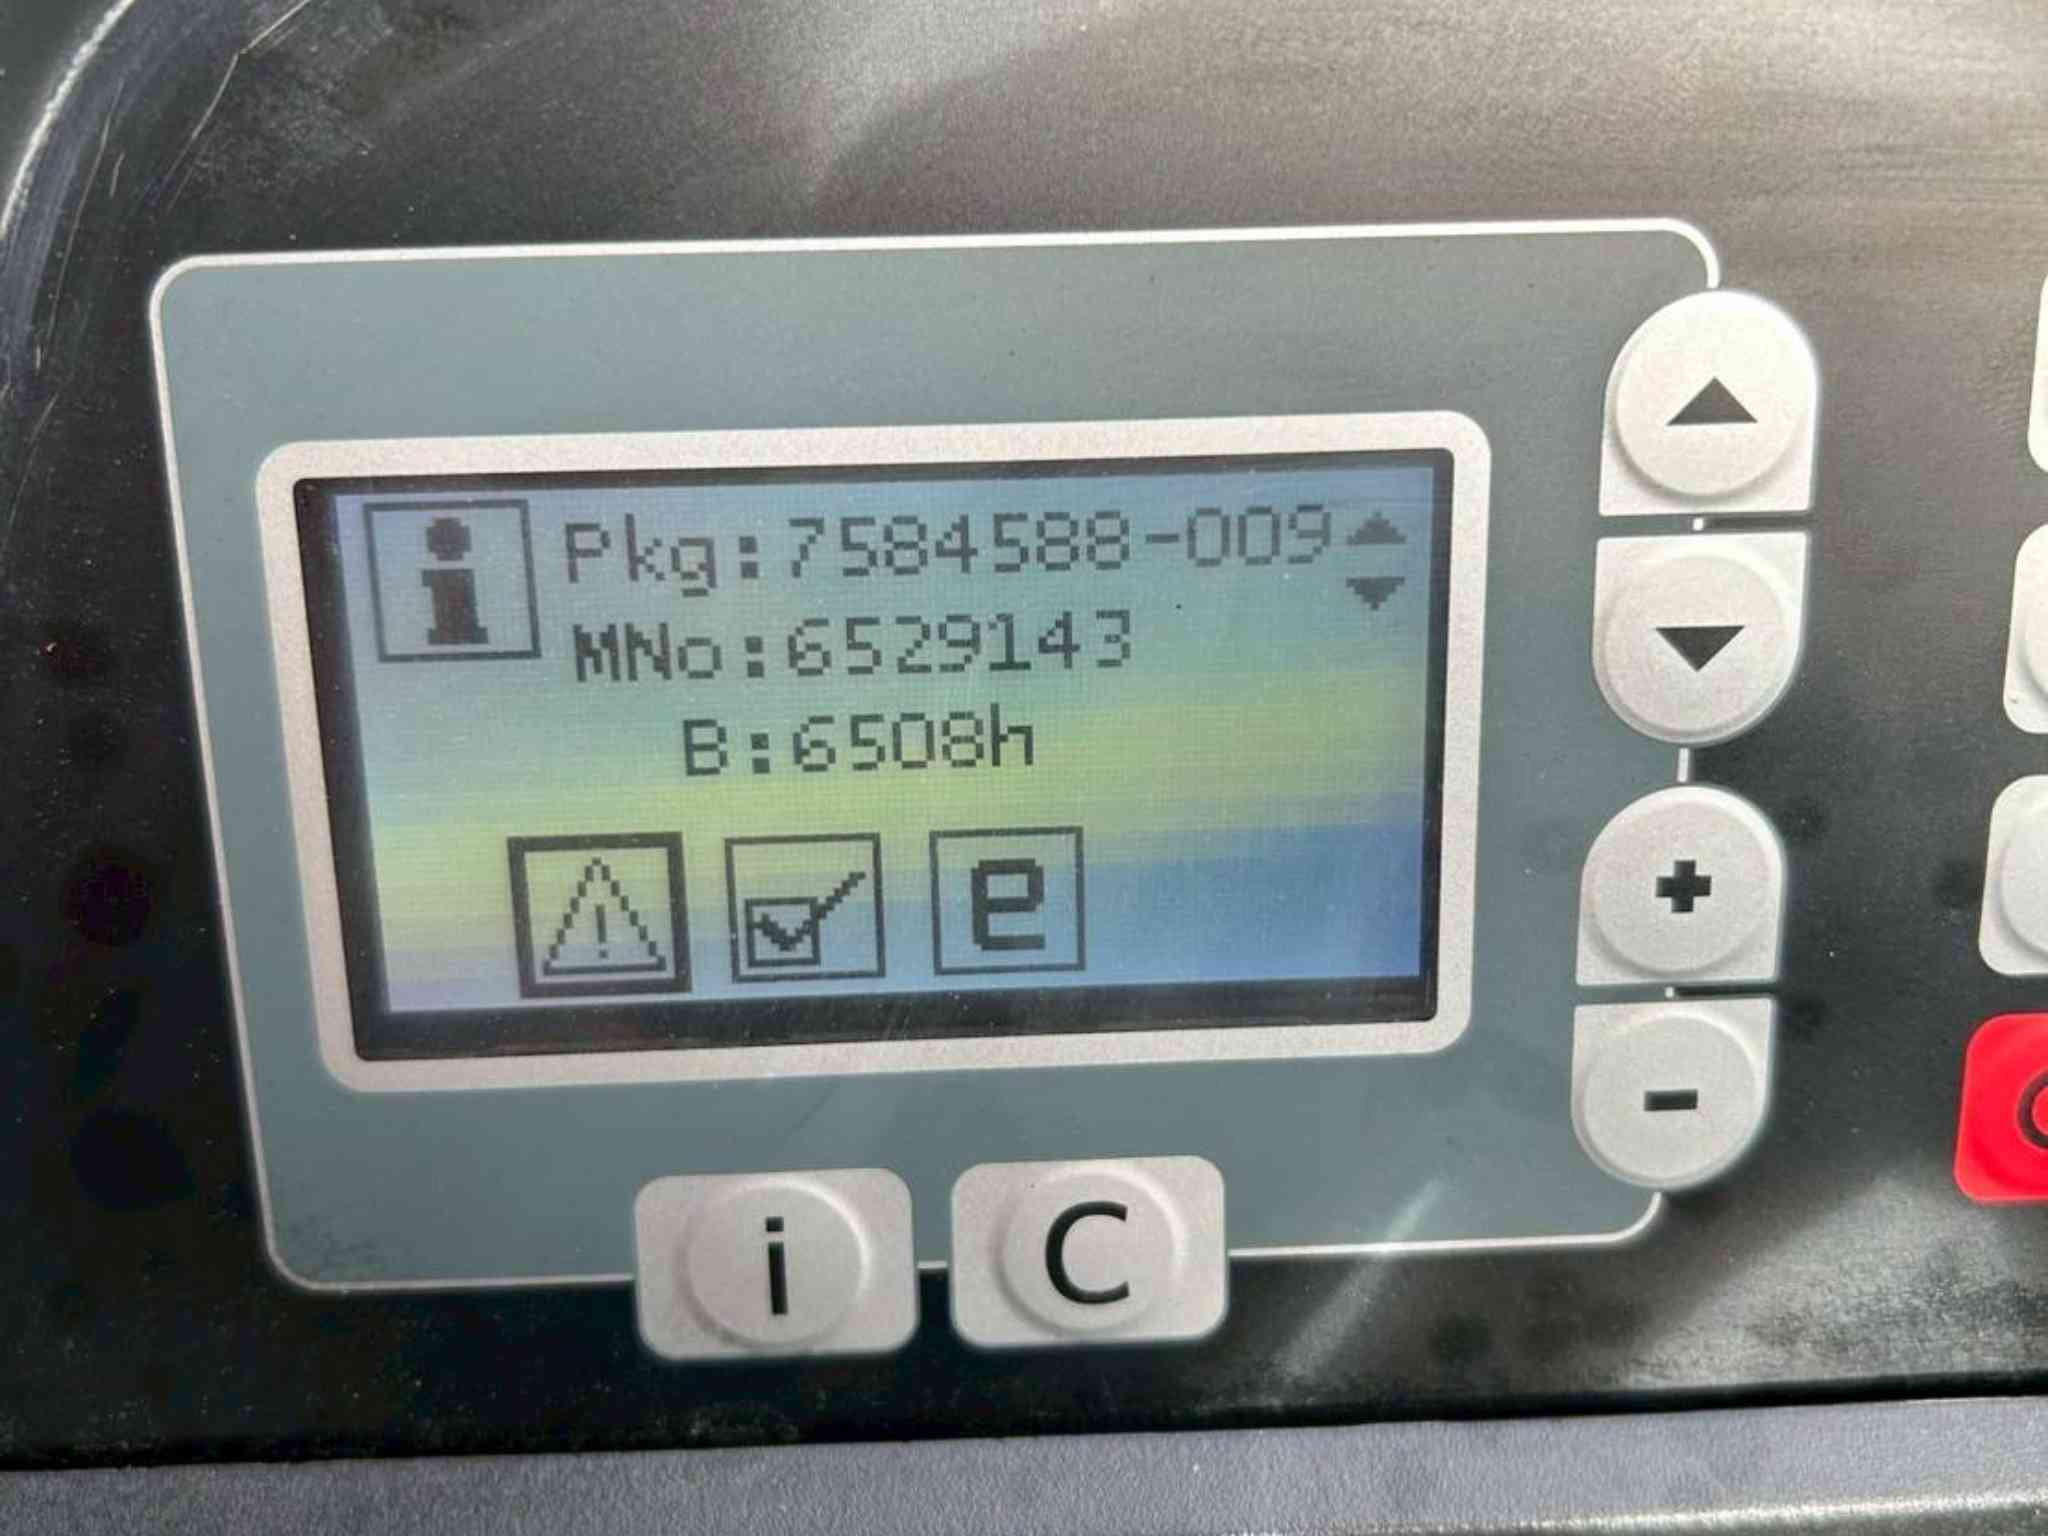 i Pkg:7584588-009
MNo:6529143
B:6508h
! e
+
-
i C